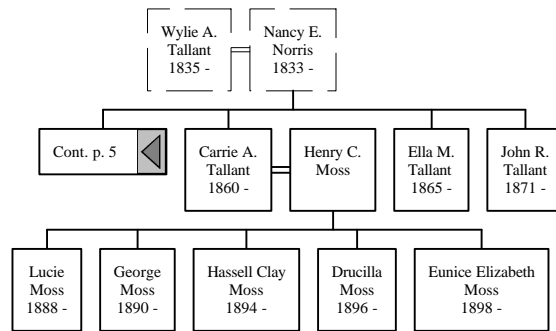 Wylie A.
Tallant
1835 -
Nancy E.
Norris
1833 -
Cont. p. 5
Carrie A.
Tallant
1860 -
Henry C.
Moss
Ella M.
Tallant
1865 -
John R.
Tallant
1871 -
Lucie
Moss
1888 -
George
Moss
1890 -
Hassell Clay
Moss
1894 -
Drucilla
Moss
1896 -
Eunice Elizabeth
Moss
1898 -